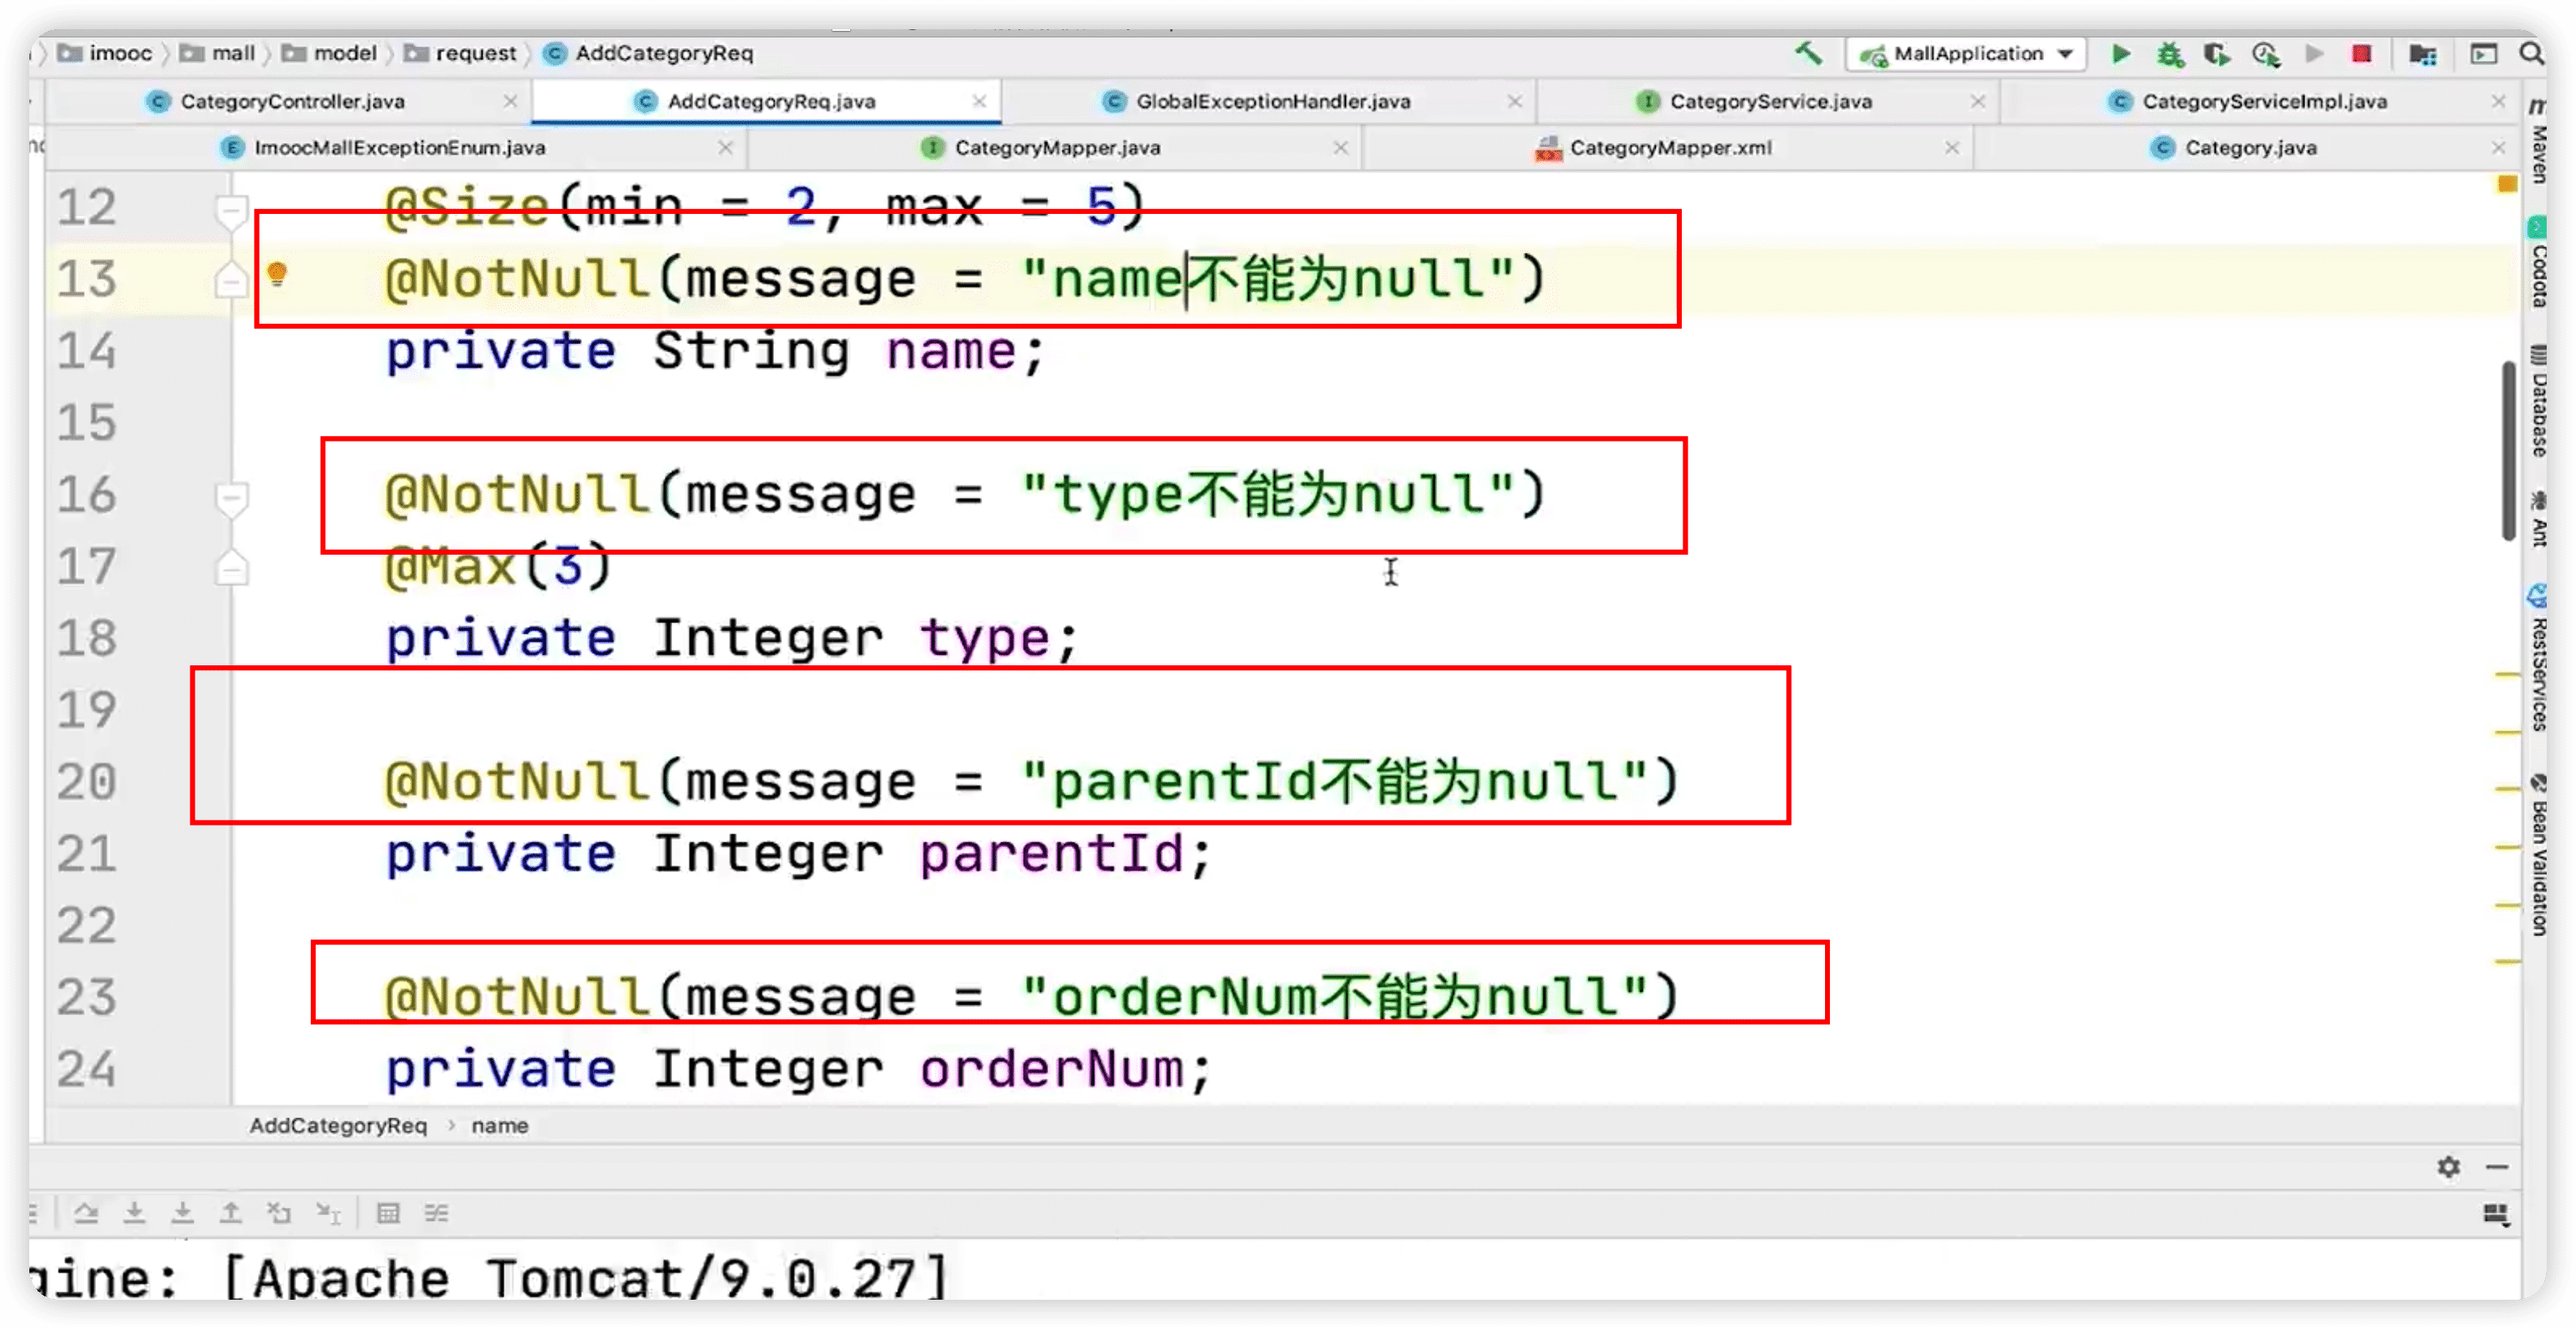 imooc mall model request AddCategoryReq MallApplication
CategoryController.java AddCategoryReq.java GlobalExceptionHandler.java CategoryService.java CategoryServiceImpl.java
ImoocMallExceptionEnum.java CategoryMapper.java CategoryMapper.xml Category.java
12 @Size(min = 2, max = 5)
13 @NotNull(message = "name不能为null")
14 private String name;
15
16 @NotNull(message = "type不能为null")
17 @Max(3)
18 private Integer type;
19
20 @NotNull(message = "parentId不能为null")
21 private Integer parentId;
22
23 @NotNull(message = "orderNum不能为null")
24 private Integer orderNum;
AddCategoryReq › name
gine: [Apache Tomcat/9.0.27]
Maven
Codota
Database
Ant
RestServices
Bean Validation